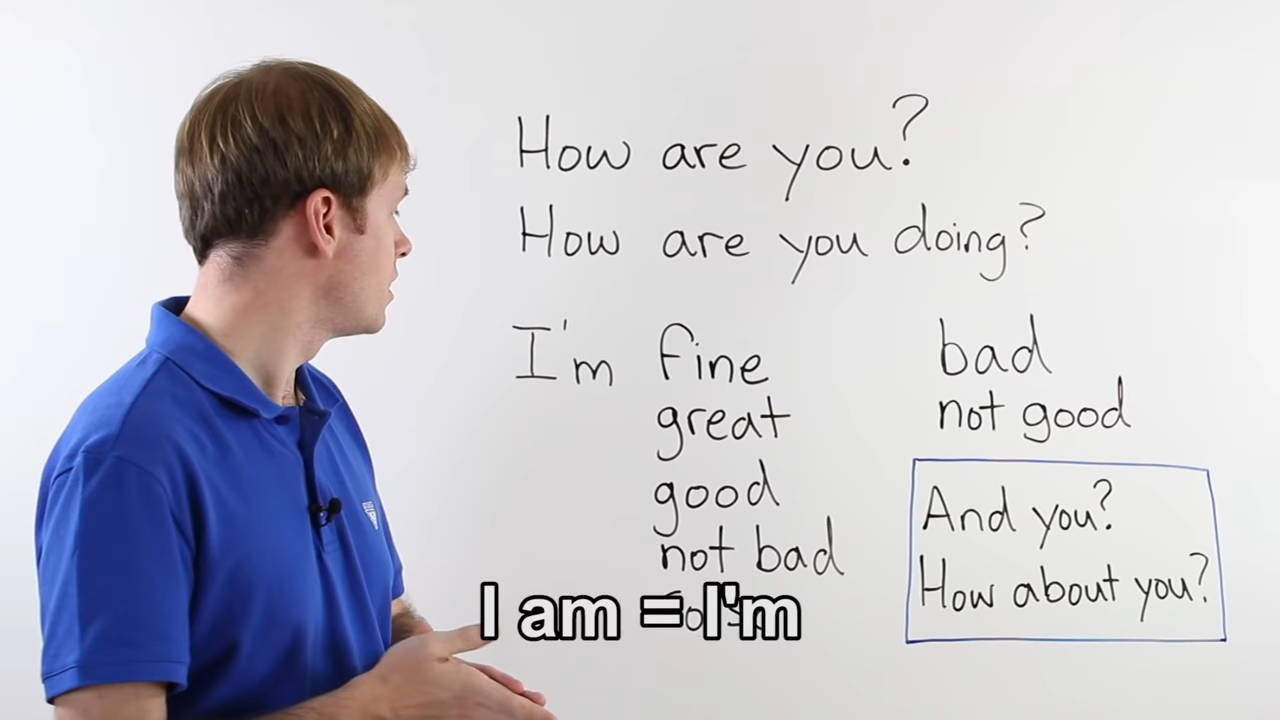 How are you?
How are you doing?
I'm fine
great
good
not bad
bad
not good
And you?
How about you?
I am = I'm